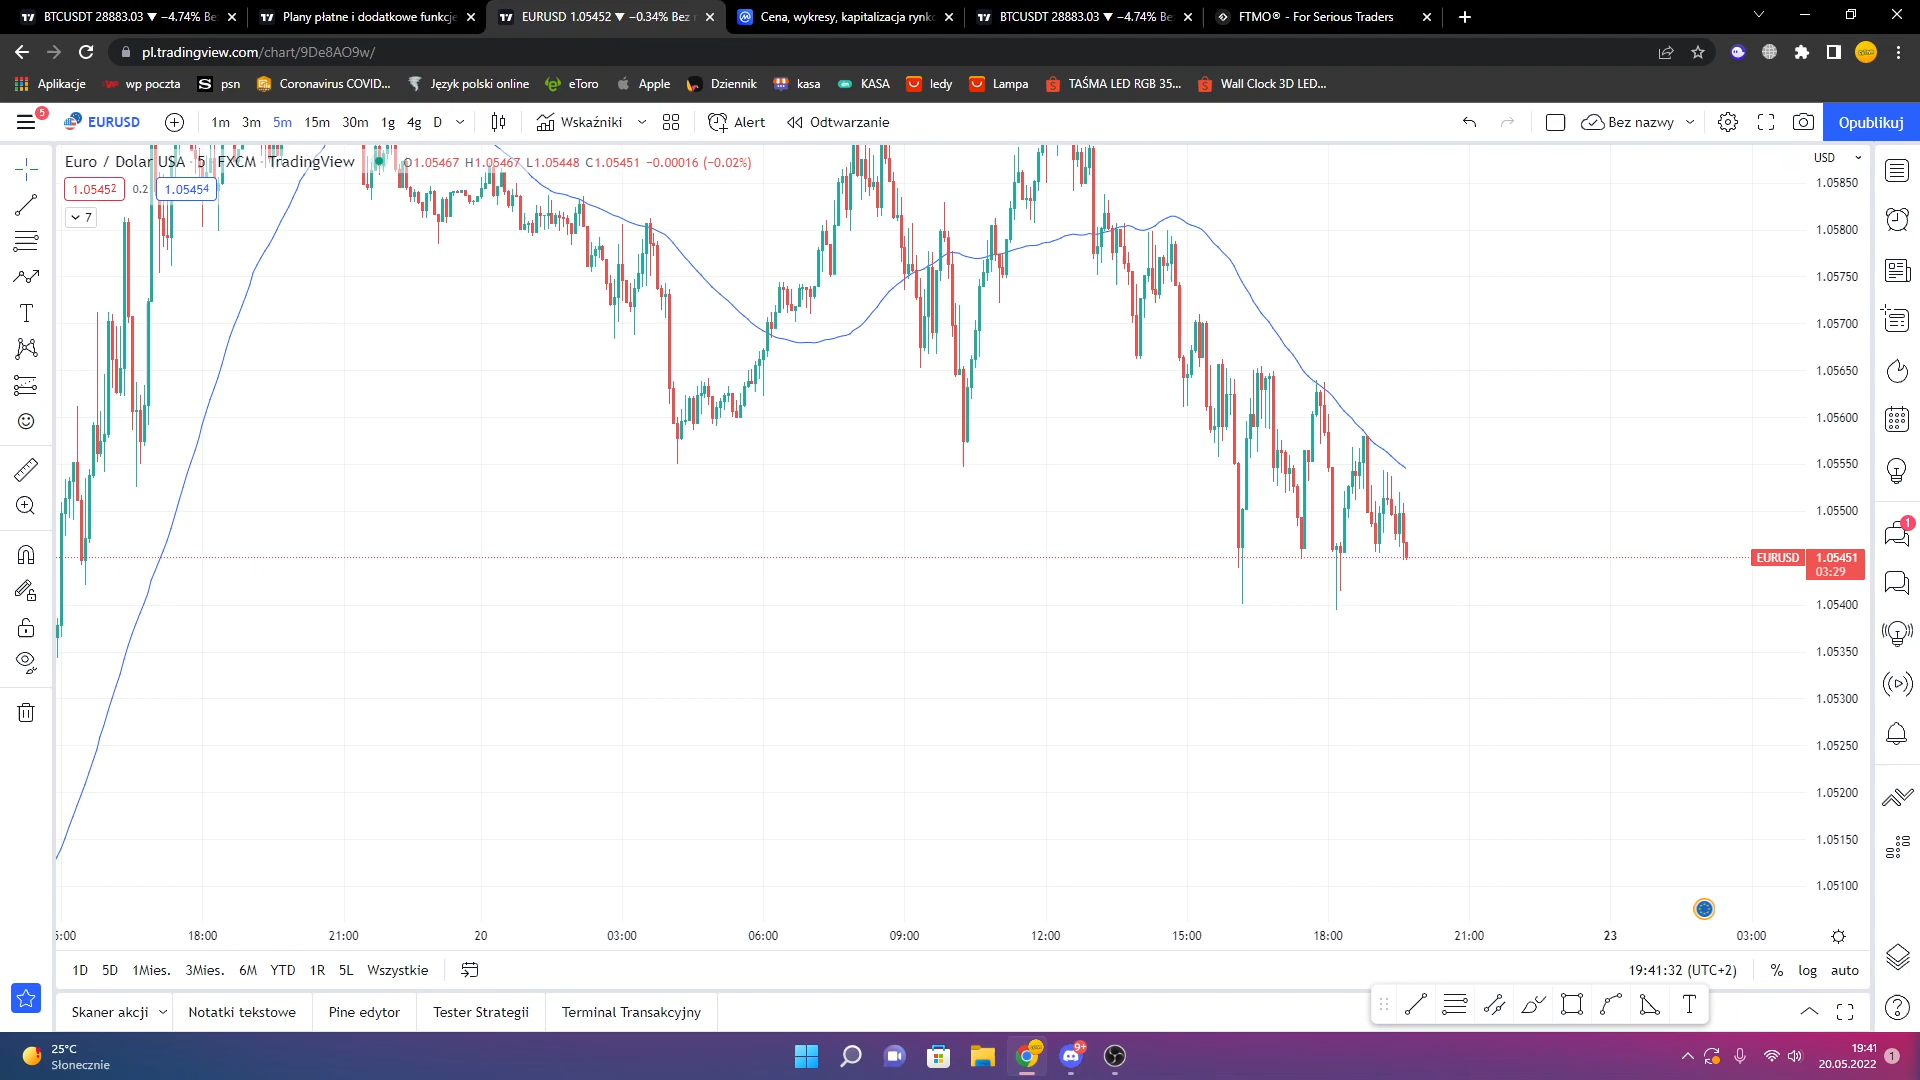 BTCUSDT 28883.03 ▼ −4.74% Be
Plany płatne i dodatkowe funkcje
EURUSD 1.05452 ▼ −0.34% Bez n
Cena, wykresy, kapitalizacja rynko
BTCUSDT 28883.03 ▼ −4.74% Be
FTMO® - For Serious Traders
pl.tradingview.com/chart/9De8AO9w/
Aplikacje
wp poczta
psn
Coronavirus COVID...
Język polski online
eToro
Apple
Dziennik
kasa
KASA
ledy
Lampa
TAŚMA LED RGB 35...
Wall Clock 3D LED...
5
EURUSD
1m 3m 5m 15m 30m 1g 4g D
Wskaźniki
Alert
Odtwarzanie
Bez nazwy
Opublikuj
Euro / Dolar USA · 5 · FXCM · TradingView
O1.05467 H1.05467 L1.05448 C1.05451 −0.00016 (−0.02%)
USD
1.05452 0.2 1.05454
7
1.05850
1.05800
1.05750
1.05700
1.05650
1.05600
1.05550
1.05500
EURUSD 1.05451
03:29
1.05400
1.05350
1.05300
1.05250
1.05200
1.05150
1.05100
1
5:00 18:00 21:00 20 03:00 06:00 09:00 12:00 15:00 18:00 21:00 23 03:00
1D 5D 1Mies. 3Mies. 6M YTD 1R 5L Wszystkie
19:41:32 (UTC+2) % log auto
Skaner akcji
Notatki tekstowe
Pine edytor
Tester Strategii
Terminal Transakcyjny
25°C
Słonecznie
9+
19:41
20.05.2022
1